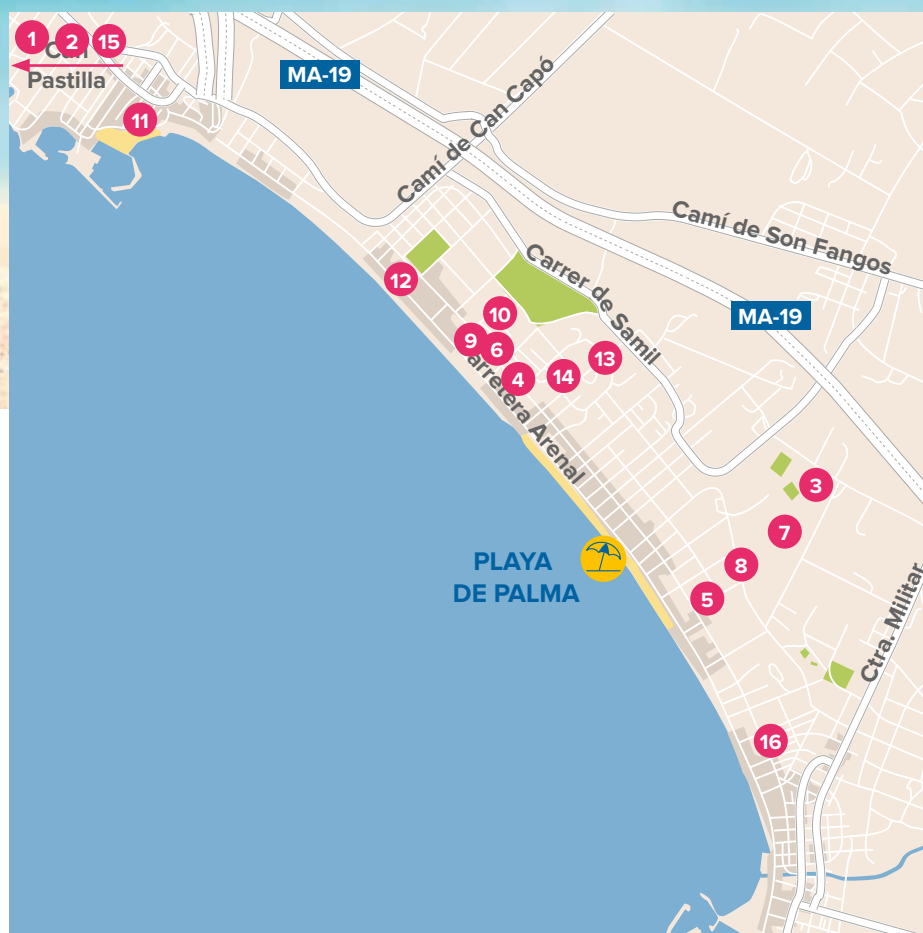 1 2 15
Can
Pastilla
11
MA-19
Camí de Can Capó
Camí de Son Fangos
12
Carrer de Samil
MA-19
10
9
6
13
4
14
Carretera Arenal
3
7
PLAYA
DE PALMA
8
5
Ctra. Militar
16